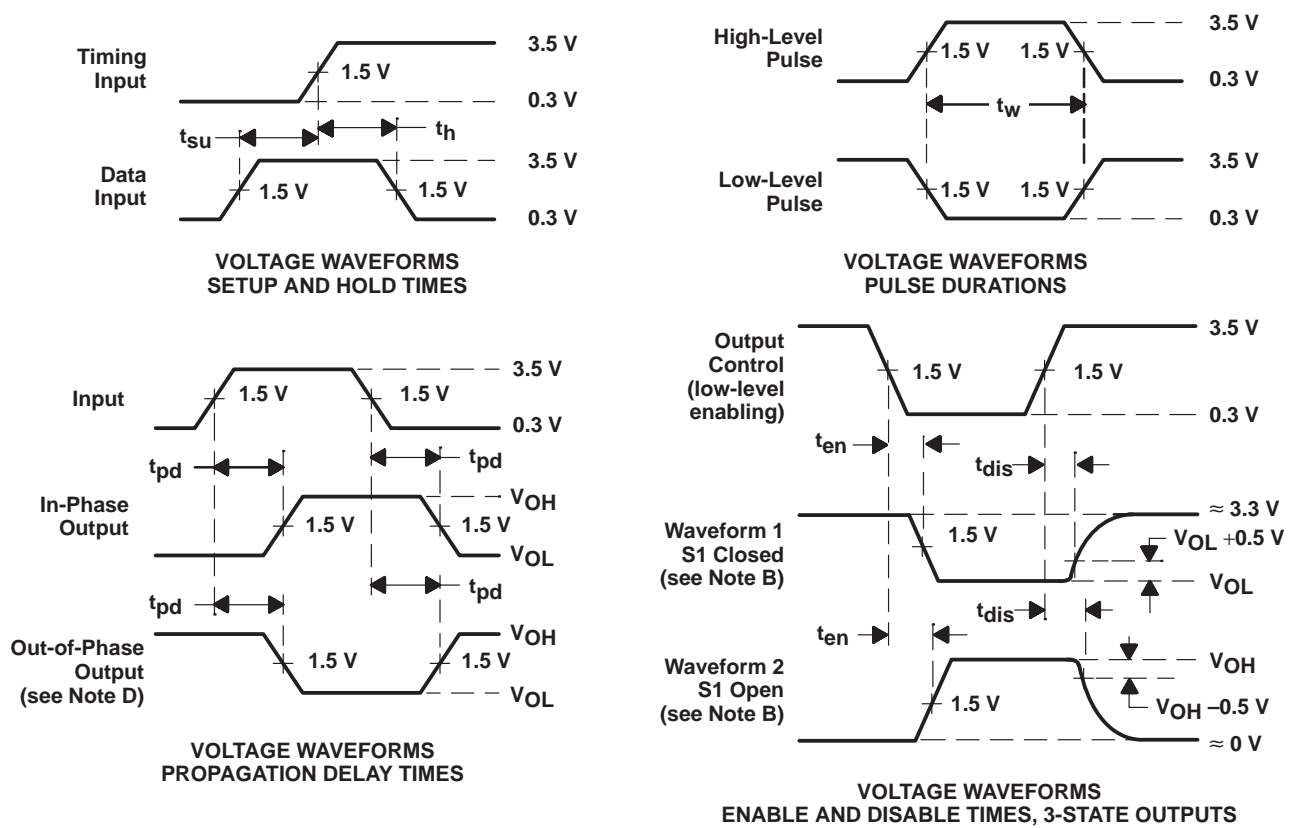 Timing
Input
3.5 V
1.5 V
0.3 V
tsu
th
Data
Input
3.5 V
1.5 V
1.5 V
0.3 V
VOLTAGE WAVEFORMS
SETUP AND HOLD TIMES
High-Level
Pulse
3.5 V
1.5 V
1.5 V
0.3 V
tw
Low-Level
Pulse
3.5 V
1.5 V
1.5 V
0.3 V
VOLTAGE WAVEFORMS
PULSE DURATIONS
Input
3.5 V
1.5 V
1.5 V
0.3 V
tpd
tpd
In-Phase
Output
VOH
1.5 V
1.5 V
VOL
tpd
tpd
Out-of-Phase
Output
(see Note D)
VOH
1.5 V
1.5 V
VOL
VOLTAGE WAVEFORMS
PROPAGATION DELAY TIMES
Output
Control
(low-level
enabling)
3.5 V
1.5 V
1.5 V
0.3 V
ten
tdis
Waveform 1
S1 Closed
(see Note B)
≈ 3.3 V
1.5 V
VOL +0.5 V
VOL
ten
tdis
Waveform 2
S1 Open
(see Note B)
VOH
1.5 V
VOH –0.5 V
≈ 0 V
VOLTAGE WAVEFORMS
ENABLE AND DISABLE TIMES, 3-STATE OUTPUTS